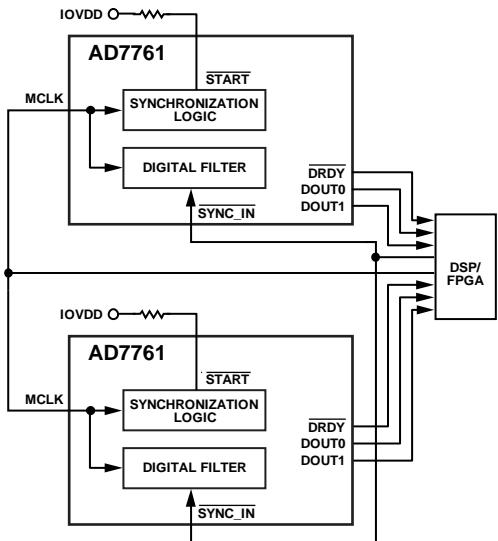 IOVDD
AD7761
START
MCLK
SYNCHRONIZATION
LOGIC
DIGITAL FILTER
SYNC_IN
DRDY
DOUT0
DOUT1
DSP/
FPGA
IOVDD
AD7761
START
MCLK
SYNCHRONIZATION
LOGIC
DIGITAL FILTER
SYNC_IN
DRDY
DOUT0
DOUT1